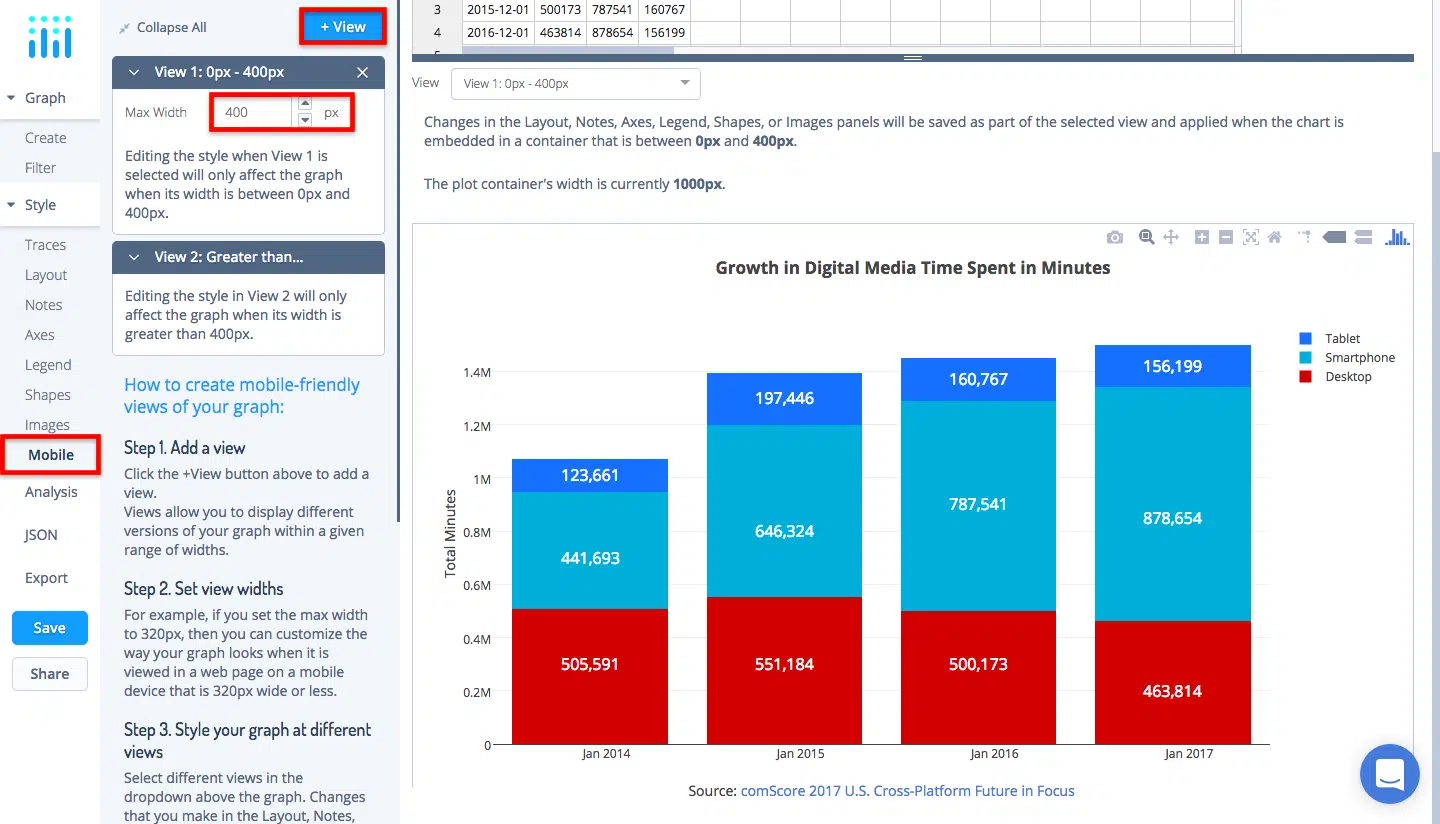 Graph
Create
Filter
Style
Traces
Layout
Notes
Axes
Legend
Shapes
Images
Mobile
Analysis
JSON
Export
Save
Share
Collapse All
+ View
View 1: 0px - 400px
Max Width 400 px
Editing the style when View 1 is
selected will only affect the graph
when its width is between 0px and
400px.
View 2: Greater than...
Editing the style in View 2 will only
affect the graph when its width is
greater than 400px.
How to create mobile-friendly
views of your graph:
Step 1. Add a view
Click the +View button above to add a
view.
Views allow you to display different
versions of your graph within a given
range of widths.
Step 2. Set view widths
For example, if you set the max width
to 320px, then you can customize the
way your graph looks when it is
viewed in a web page on a mobile
device that is 320px wide or less.
Step 3. Style your graph at different
views
Select different views in the
dropdown above the graph. Changes
that you make in the Layout, Notes,
3 2015-12-01 500173 787541 160767
4 2016-12-01 463814 878654 156199
View View 1: 0px - 400px
Changes in the Layout, Notes, Axes, Legend, Shapes, or Images panels will be saved as part of the selected view and applied when the chart is
embedded in a container that is between 0px and 400px.
The plot container's width is currently 1000px.
Growth in Digital Media Time Spent in Minutes
Tablet
Smartphone
Desktop
Total Minutes
1.4M
1.2M
1M
0.8M
0.6M
0.4M
0.2M
0
123,661
441,693
505,591
197,446
646,324
551,184
160,767
787,541
500,173
156,199
878,654
463,814
Jan 2014 Jan 2015 Jan 2016 Jan 2017
Source: comScore 2017 U.S. Cross-Platform Future in Focus